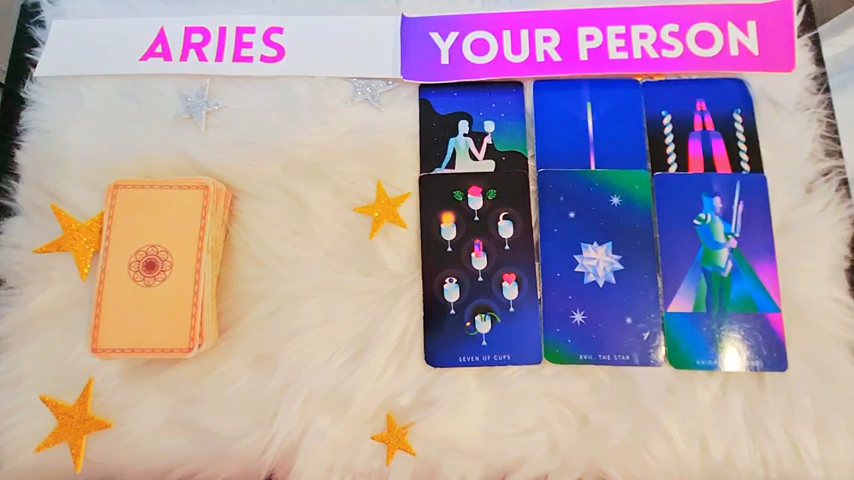 ARIES
YOUR PERSON
SEVEN OF CUPS
XVII. THE STAR